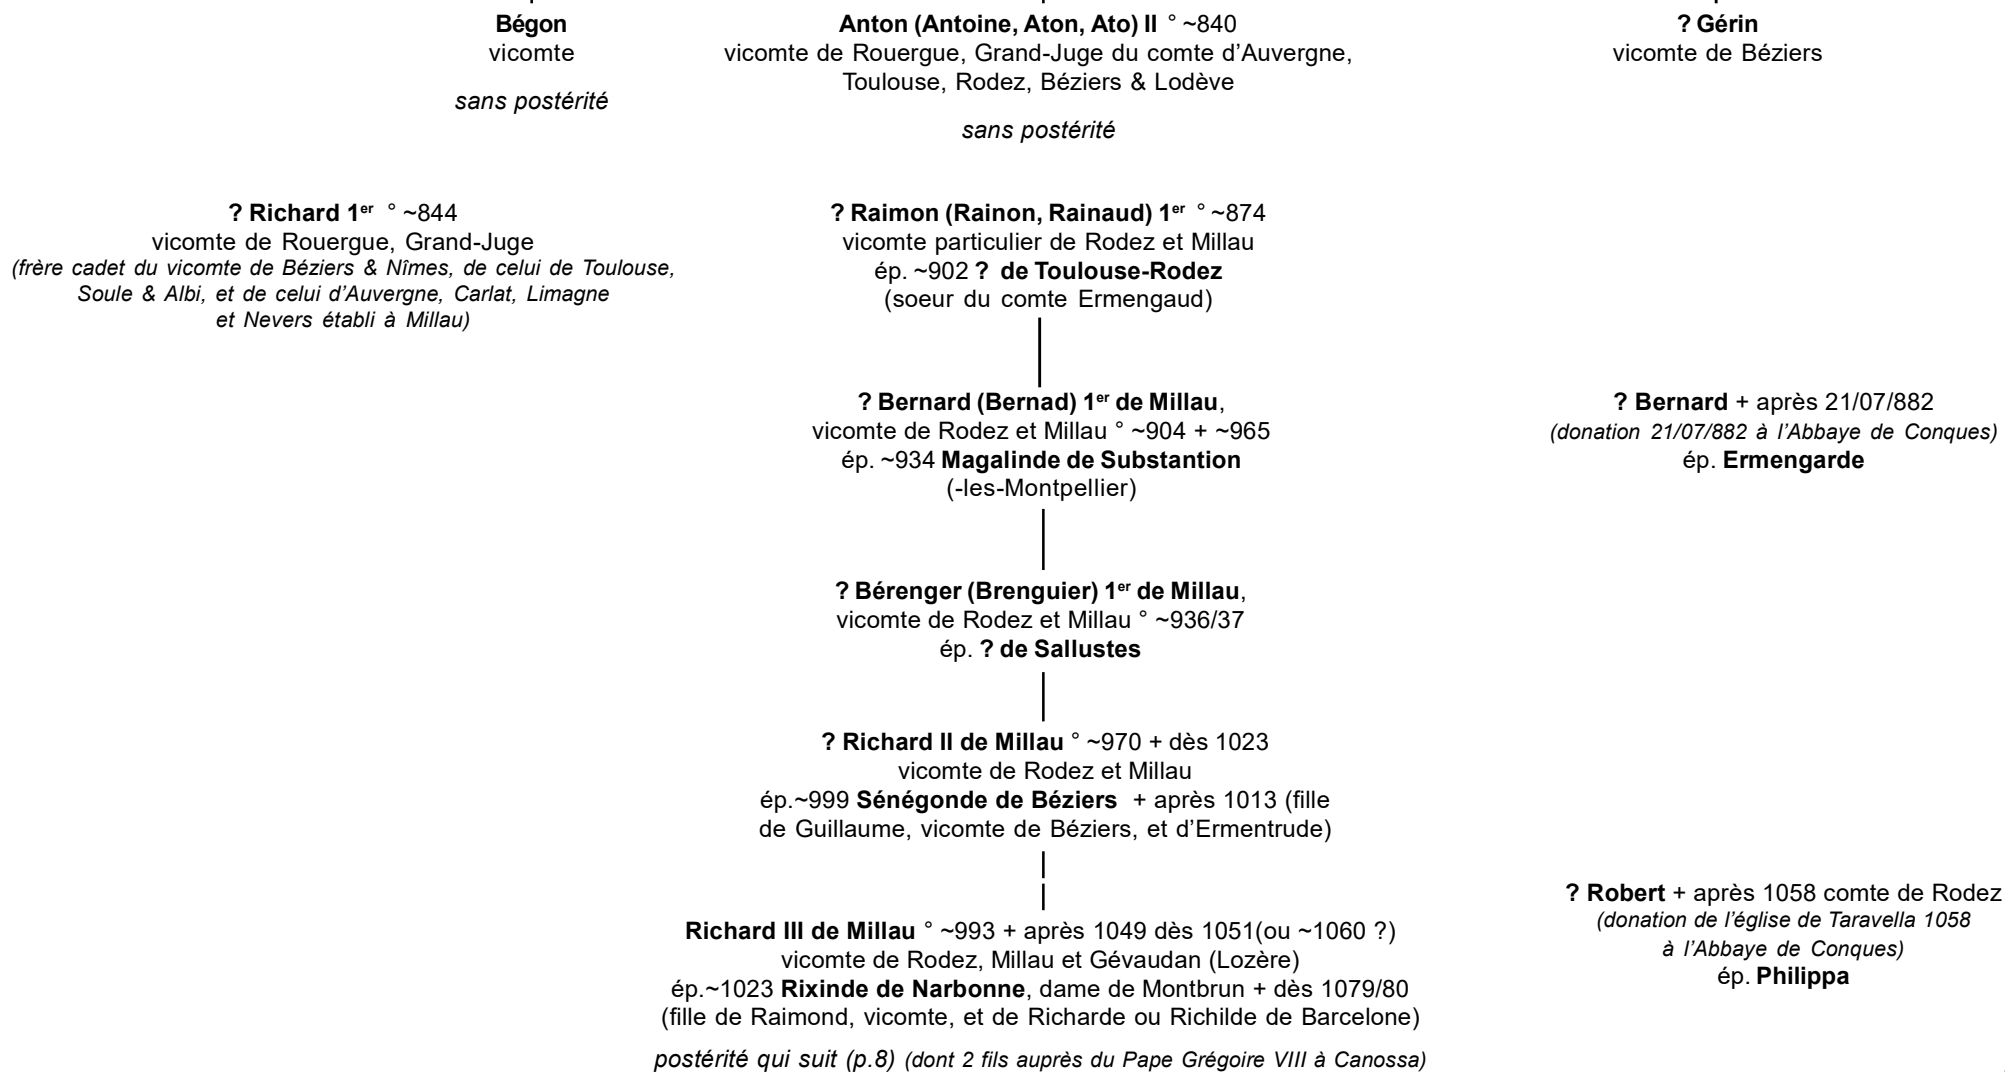 Bégon
vicomte
sans postérité
Anton (Antoine, Aton, Ato) II ° ~840
vicomte de Rouergue, Grand-Juge du comte d’Auvergne,
Toulouse, Rodez, Béziers & Lodève
sans postérité
? Gérin
vicomte de Béziers
? Richard 1er ° ~844
vicomte de Rouergue, Grand-Juge
(frère cadet du vicomte de Béziers & Nîmes, de celui de Toulouse,
Soule & Albi, et de celui d’Auvergne, Carlat, Limagne
et Nevers établi à Millau)
? Raimon (Rainon, Rainaud) 1er ° ~874
vicomte particulier de Rodez et Millau
ép. ~902 ? de Toulouse-Rodez
(soeur du comte Ermengaud)
? Bernard (Bernad) 1er de Millau,
vicomte de Rodez et Millau ° ~904 + ~965
ép. ~934 Magalinde de Substantion
(-les-Montpellier)
? Bernard + après 21/07/882
(donation 21/07/882 à l’Abbaye de Conques)
ép. Ermengarde
? Bérenger (Brenguier) 1er de Millau,
vicomte de Rodez et Millau ° ~936/37
ép. ? de Sallustes
? Richard II de Millau ° ~970 + dès 1023
vicomte de Rodez et Millau
ép.~999 Sénégonde de Béziers + après 1013 (fille
de Guillaume, vicomte de Béziers, et d’Ermentrude)
Richard III de Millau ° ~993 + après 1049 dès 1051(ou ~1060 ?)
vicomte de Rodez, Millau et Gévaudan (Lozère)
ép.~1023 Rixinde de Narbonne, dame de Montbrun + dès 1079/80
(fille de Raimond, vicomte, et de Richarde ou Richilde de Barcelone)
postérité qui suit (p.8) (dont 2 fils auprès du Pape Grégoire VIII à Canossa)
? Robert + après 1058 comte de Rodez
(donation de l’église de Taravella 1058
à l’Abbaye de Conques)
ép. Philippa